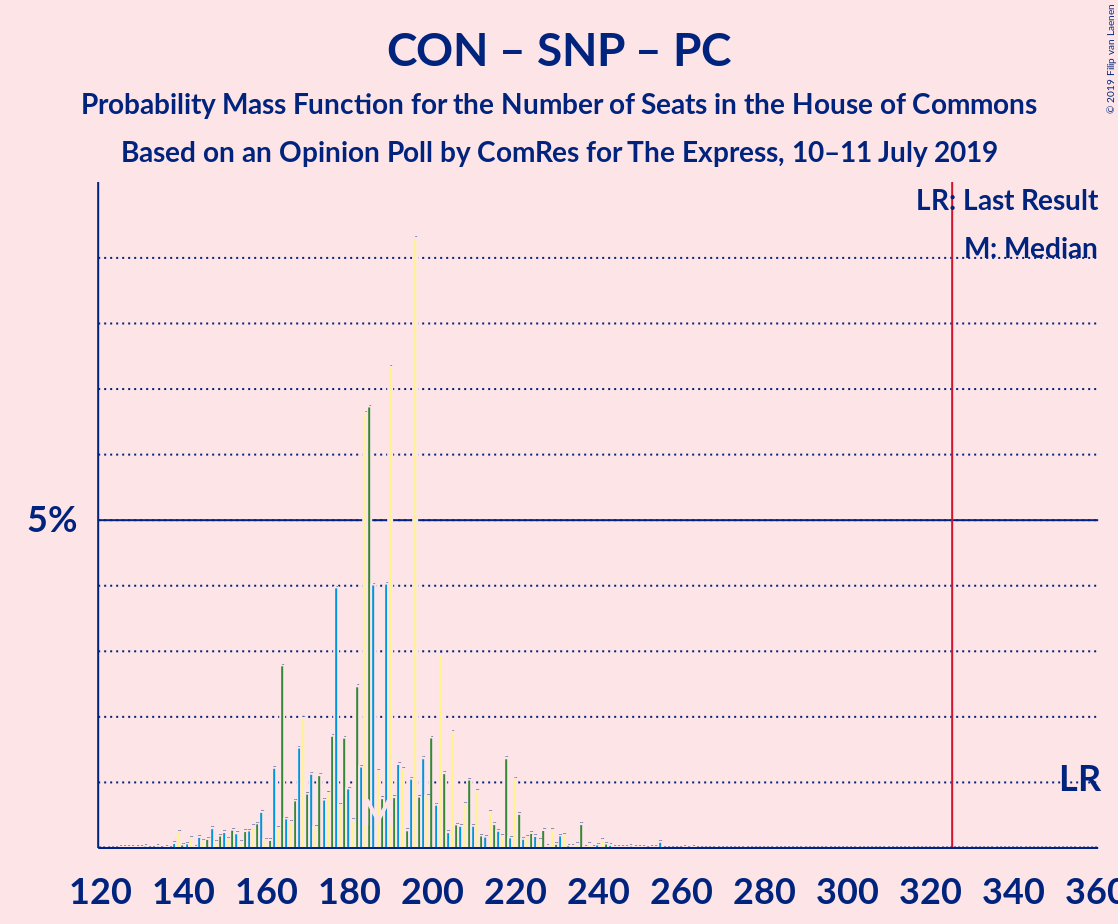 CON – SNP – PC
Probability Mass Function for the Number of Seats in the House of Commons
Based on an Opinion Poll by ComRes for The Express, 10–11 July 2019
© 2019 Filip van Laenen
LR: Last Result
M: Median
5%
LR
120 140 160 180 200 220 240 260 280 300 320 340 360